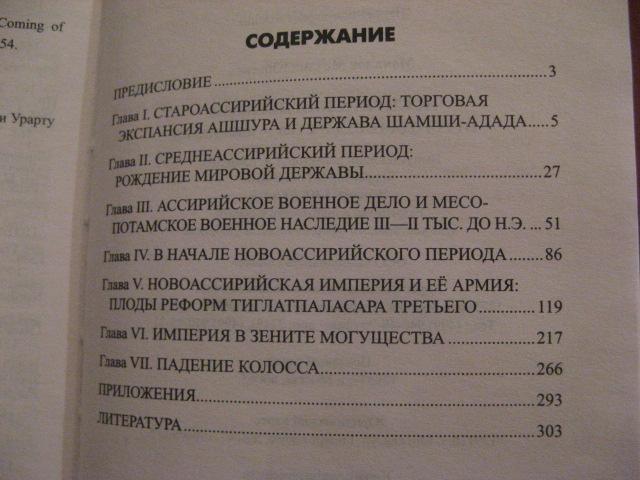 Coming of
54.
и Урарту
СОДЕРЖАНИЕ
ПРЕДИСЛОВИЕ 3
Глава I. СТАРОАССИРИЙСКИЙ ПЕРИОД: ТОРГОВАЯ
ЭКСПАНСИЯ АШШУРА И ДЕРЖАВА ШАМШИ-АДАДА.....5
Глава II. СРЕДНЕАССИРИЙСКИЙ ПЕРИОД:
РОЖДЕНИЕ МИРОВОЙ ДЕРЖАВЫ 27
Глава III. АССИРИЙСКОЕ ВОЕННОЕ ДЕЛО И МЕСО-
ПОТАМСКОЕ ВОЕННОЕ НАСЛЕДИЕ III—II ТЫС. ДО Н.Э. ... 51
Глава IV. В НАЧАЛЕ НОВОАССИРИЙСКОГО ПЕРИОДА ........ 86
Глава V. НОВОАССИРИЙСКАЯ ИМПЕРИЯ И ЕЁ АРМИЯ:
ПЛОДЫ РЕФОРМ ТИГЛАТПАЛАСАРА ТРЕТЬЕГО 119
Глава VI. ИМПЕРИЯ В ЗЕНИТЕ МОГУЩЕСТВА 217
Глава VII. ПАДЕНИЕ КОЛОССА 266
ПРИЛОЖЕНИЯ 293
ЛИТЕРАТУРА 303